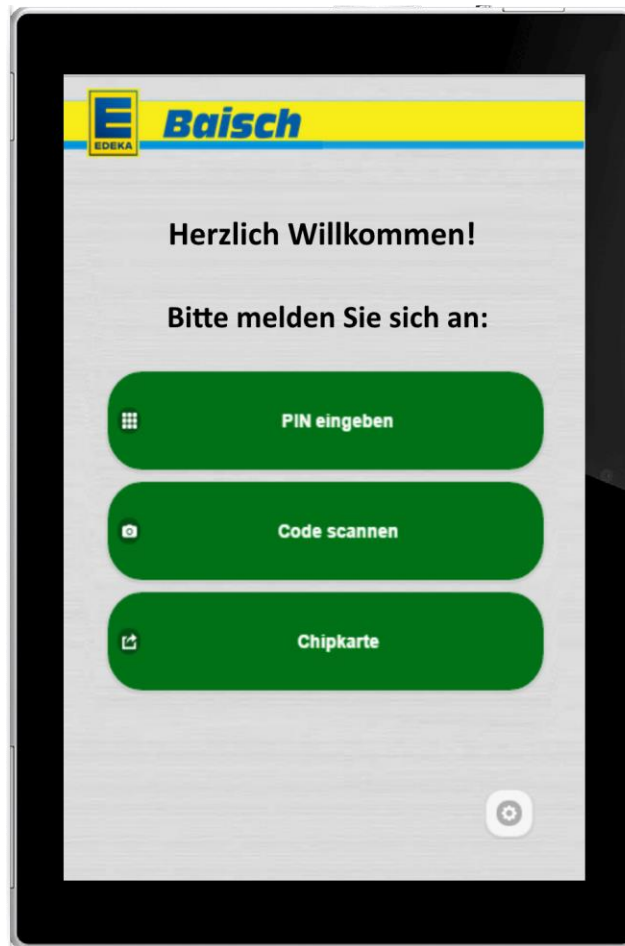 E
EDEKA
Baisch
Herzlich Willkommen!
Bitte melden Sie sich an:
PIN eingeben
Code scannen
Chipkarte